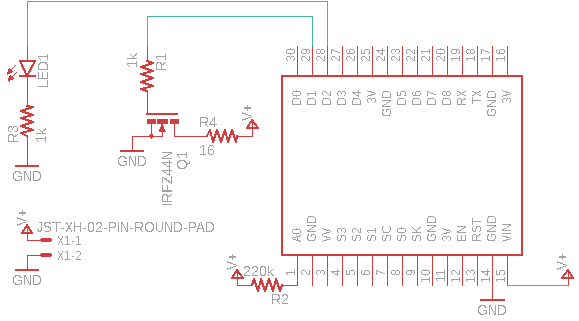 LED1
R3
1k
GND
1k
R1
GND
IRFZ44N
Q1
R4
16
V+
30 29 28 27 26 25 24 23 22 21 20 19 18 17 16
D0 D1 D2 D3 D4 3V GND D5 D6 D7 D8 RX TX GND 3V
A0 GND VV S3 S2 S1 SC S0 SK GND 3V EN RST GND VIN
1 2 3 4 5 6 7 8 9 10 11 12 13 14 15
V+
JST-XH-02-PIN-ROUND-PAD
X1-1
X1-2
GND
V+
220k
R2
GND
V+